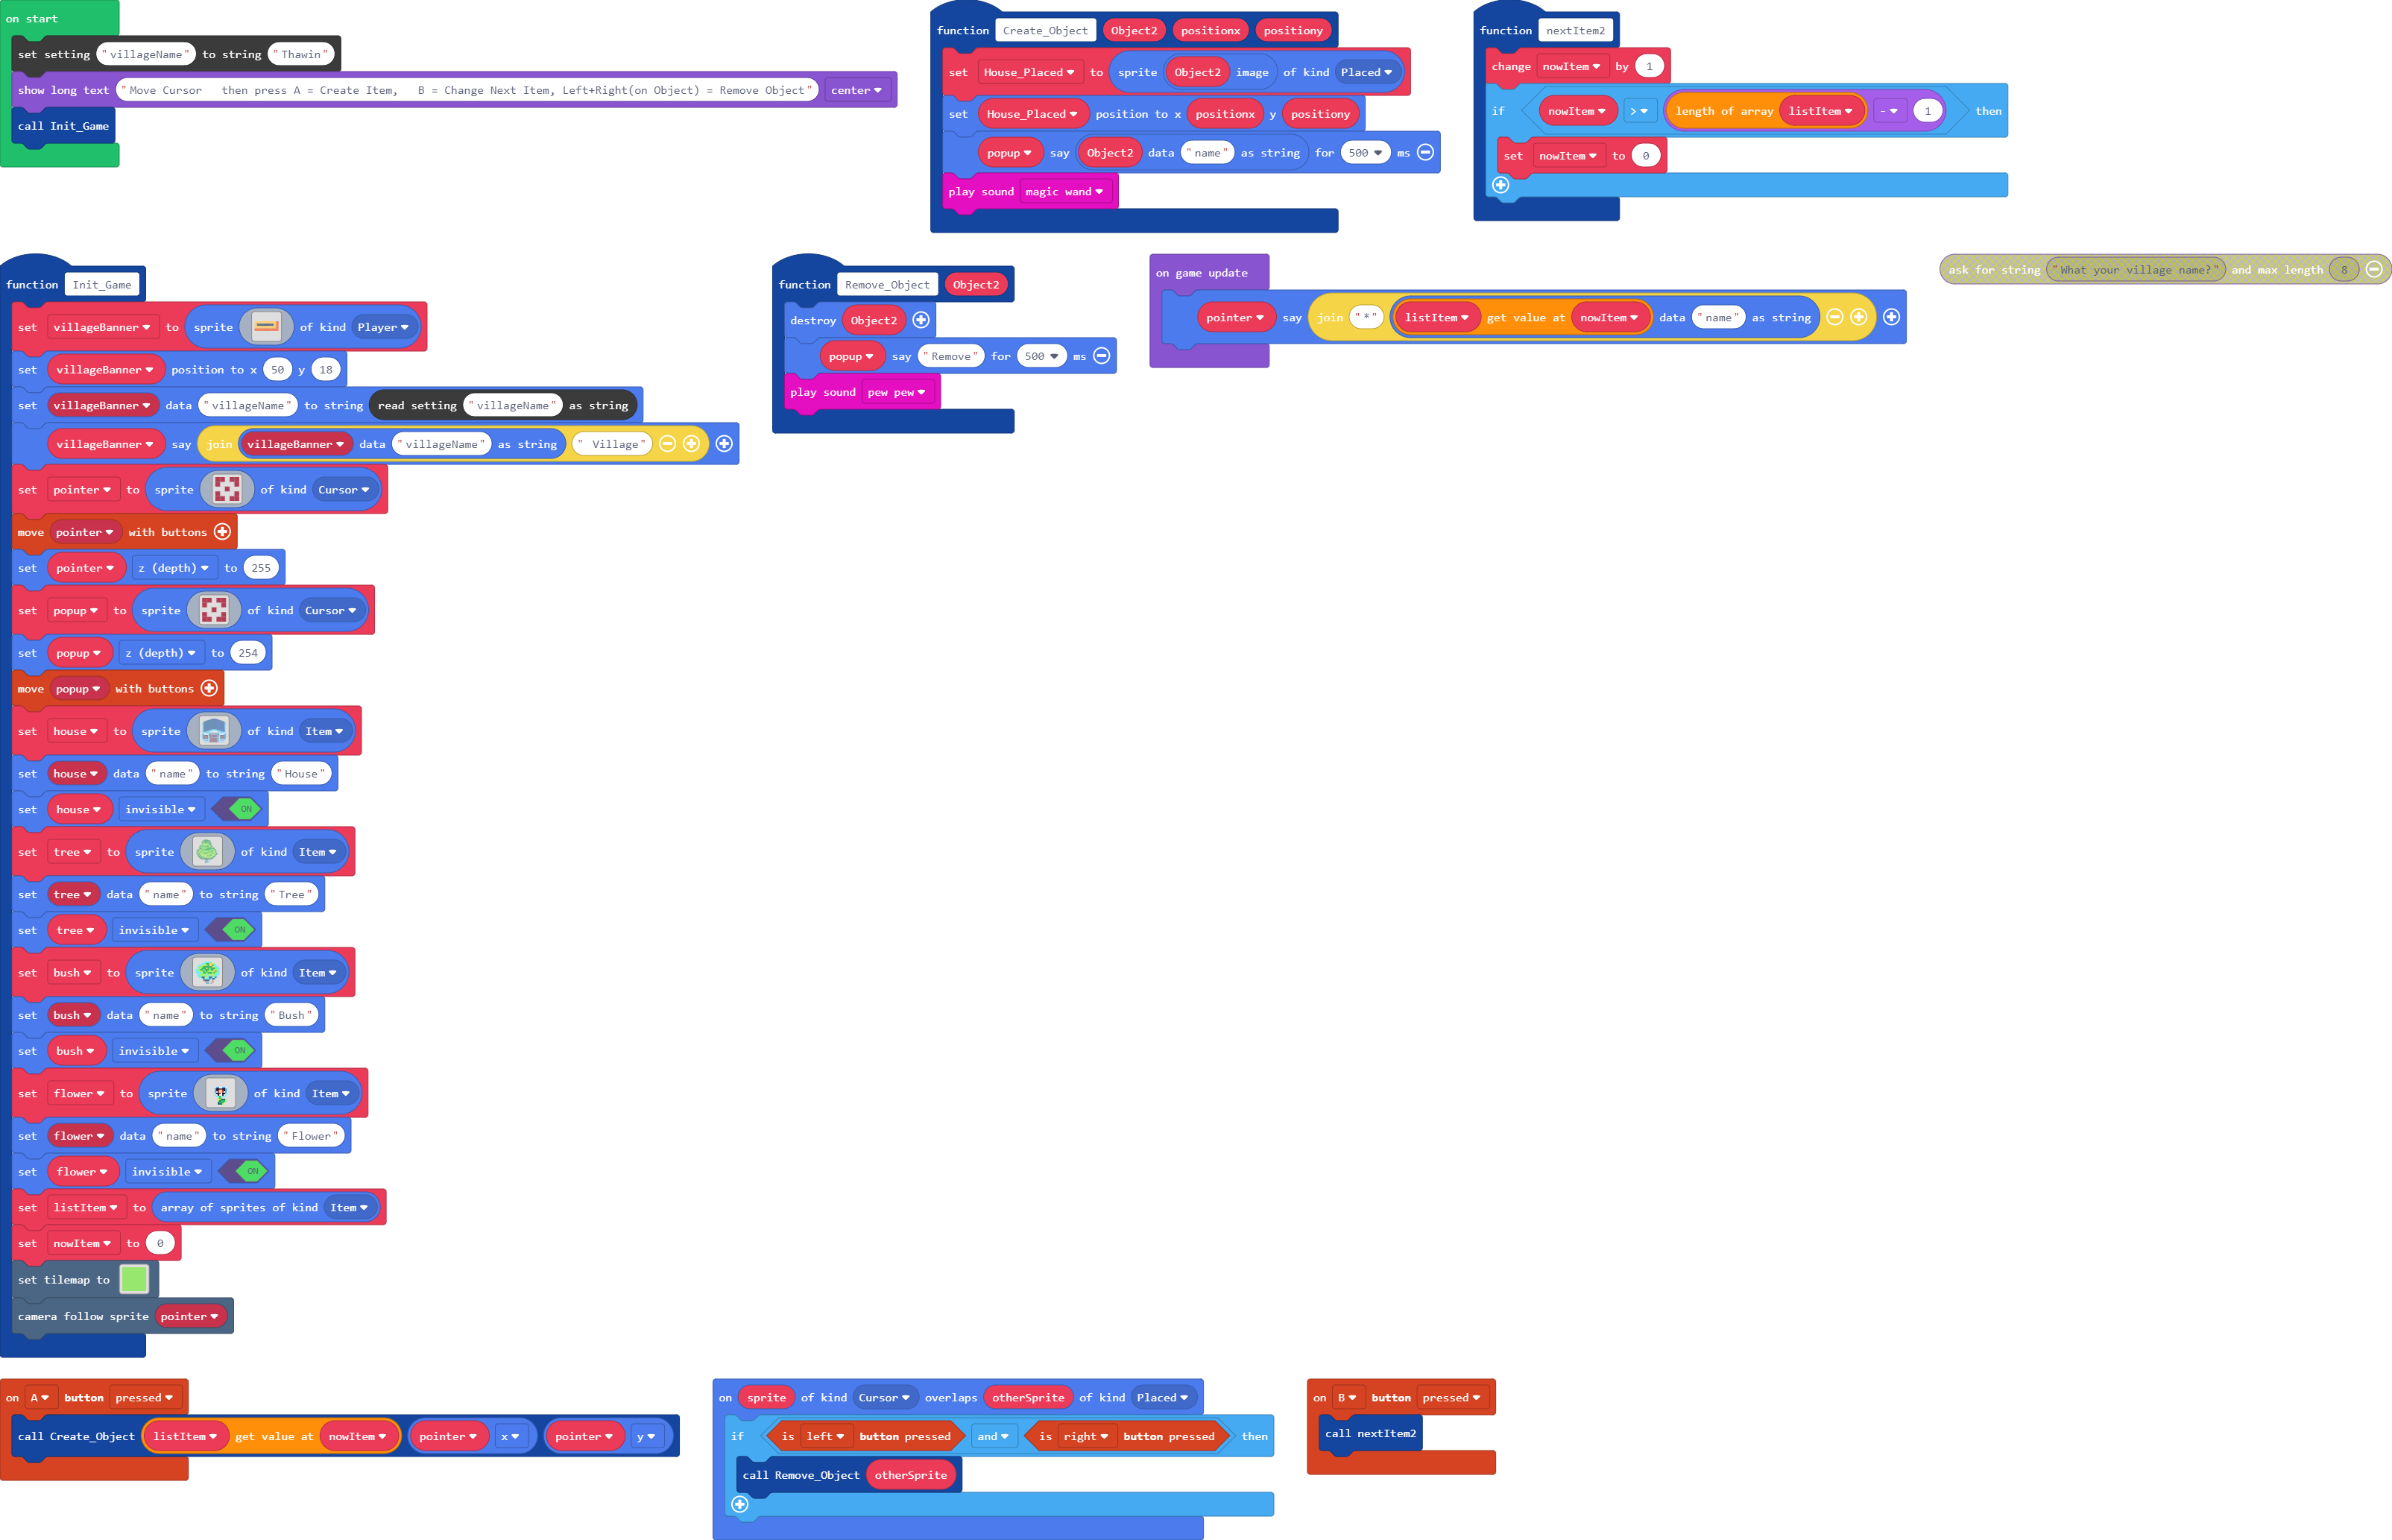 on start
set setting "villageName" to string "Thawin"
show long text "Move Cursor   then press A = Create Item,   B = Change Next Item, Left+Right(on Object) = Remove Object" center
call Init_Game
function Create_Object Object2 positionx positiony
set House_Placed to sprite Object2 image of kind Placed
set House_Placed position to x positionx y positiony
popup say Object2 data "name" as string for 500 ms
play sound magic wand
function nextItem2
change nowItem by 1
if nowItem > length of array listItem - 1 then
set nowItem to 0
function Init_Game
set villageBanner to sprite of kind Player
set villageBanner position to x 50 y 18
set villageBanner data "villageName" to string read setting "villageName" as string
villageBanner say join villageBanner data "villageName" as string " Village"
set pointer to sprite of kind Cursor
move pointer with buttons
set pointer z (depth) to 255
set popup to sprite of kind Cursor
set popup z (depth) to 254
move popup with buttons
set house to sprite of kind Item
set house data "name" to string "House"
set house invisible ON
set tree to sprite of kind Item
set tree data "name" to string "Tree"
set tree invisible ON
set bush to sprite of kind Item
set bush data "name" to string "Bush"
set bush invisible ON
set flower to sprite of kind Item
set flower data "name" to string "Flower"
set flower invisible ON
set listItem to array of sprites of kind Item
set nowItem to 0
set tilemap to
camera follow sprite pointer
function Remove_Object Object2
destroy Object2
popup say "Remove" for 500 ms
play sound pew pew
on game update
pointer say join "*" listItem get value at nowItem data "name" as string
ask for string "What your village name?" and max length 8
on A button pressed
call Create_Object listItem get value at nowItem pointer x pointer y
on sprite of kind Cursor overlaps otherSprite of kind Placed
if is left button pressed and is right button pressed then
call Remove_Object otherSprite
on B button pressed
call nextItem2